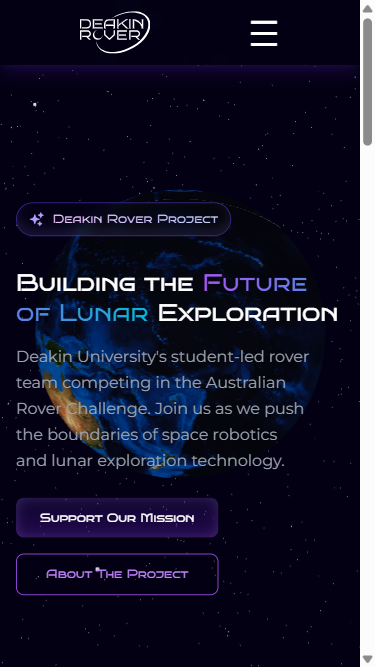 DEAKIN
ROVER
Deakin Rover Project
Building the Future
of Lunar Exploration
Deakin University's student-led rover
team competing in the Australian
Rover Challenge. Join us as we push
the boundaries of space robotics
and lunar exploration technology.
Support Our Mission
About The Project